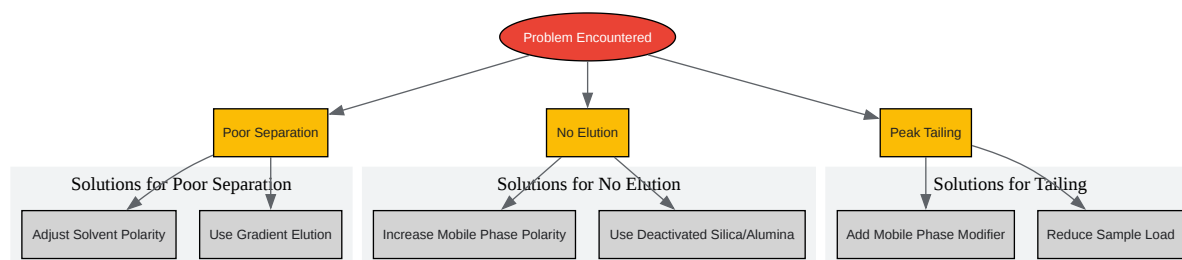 Problem Encountered
Poor Separation
No Elution
Peak Tailing
Solutions for Poor Separation
Solutions for No Elution
Solutions for Tailing
Adjust Solvent Polarity
Use Gradient Elution
Increase Mobile Phase Polarity
Use Deactivated Silica/Alumina
Add Mobile Phase Modifier
Reduce Sample Load